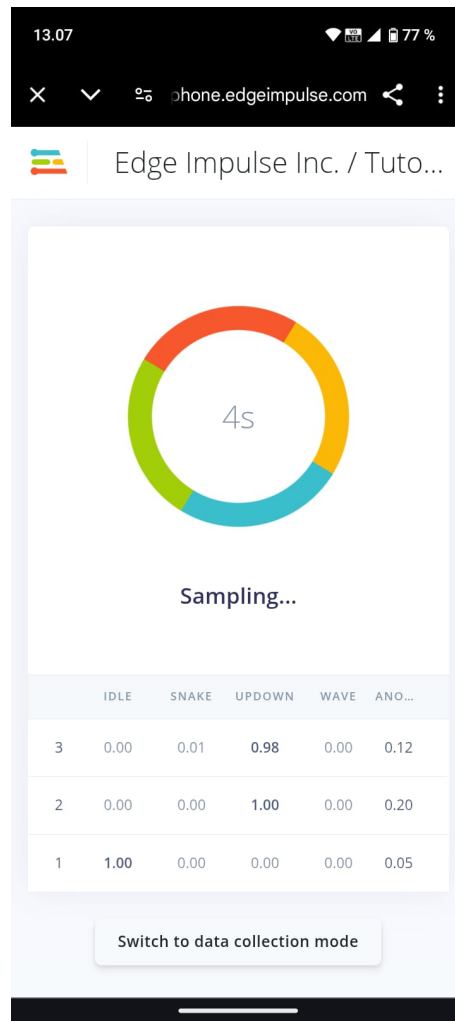 13.07 VO LTE 77 %
phone.edgeimpulse.com
Edge Impulse Inc. / Tuto...
4s
Sampling...
IDLE SNAKE UPDOWN WAVE ANO...
3 0.00 0.01 0.98 0.00 0.12
2 0.00 0.00 1.00 0.00 0.20
1 1.00 0.00 0.00 0.00 0.05
Switch to data collection mode